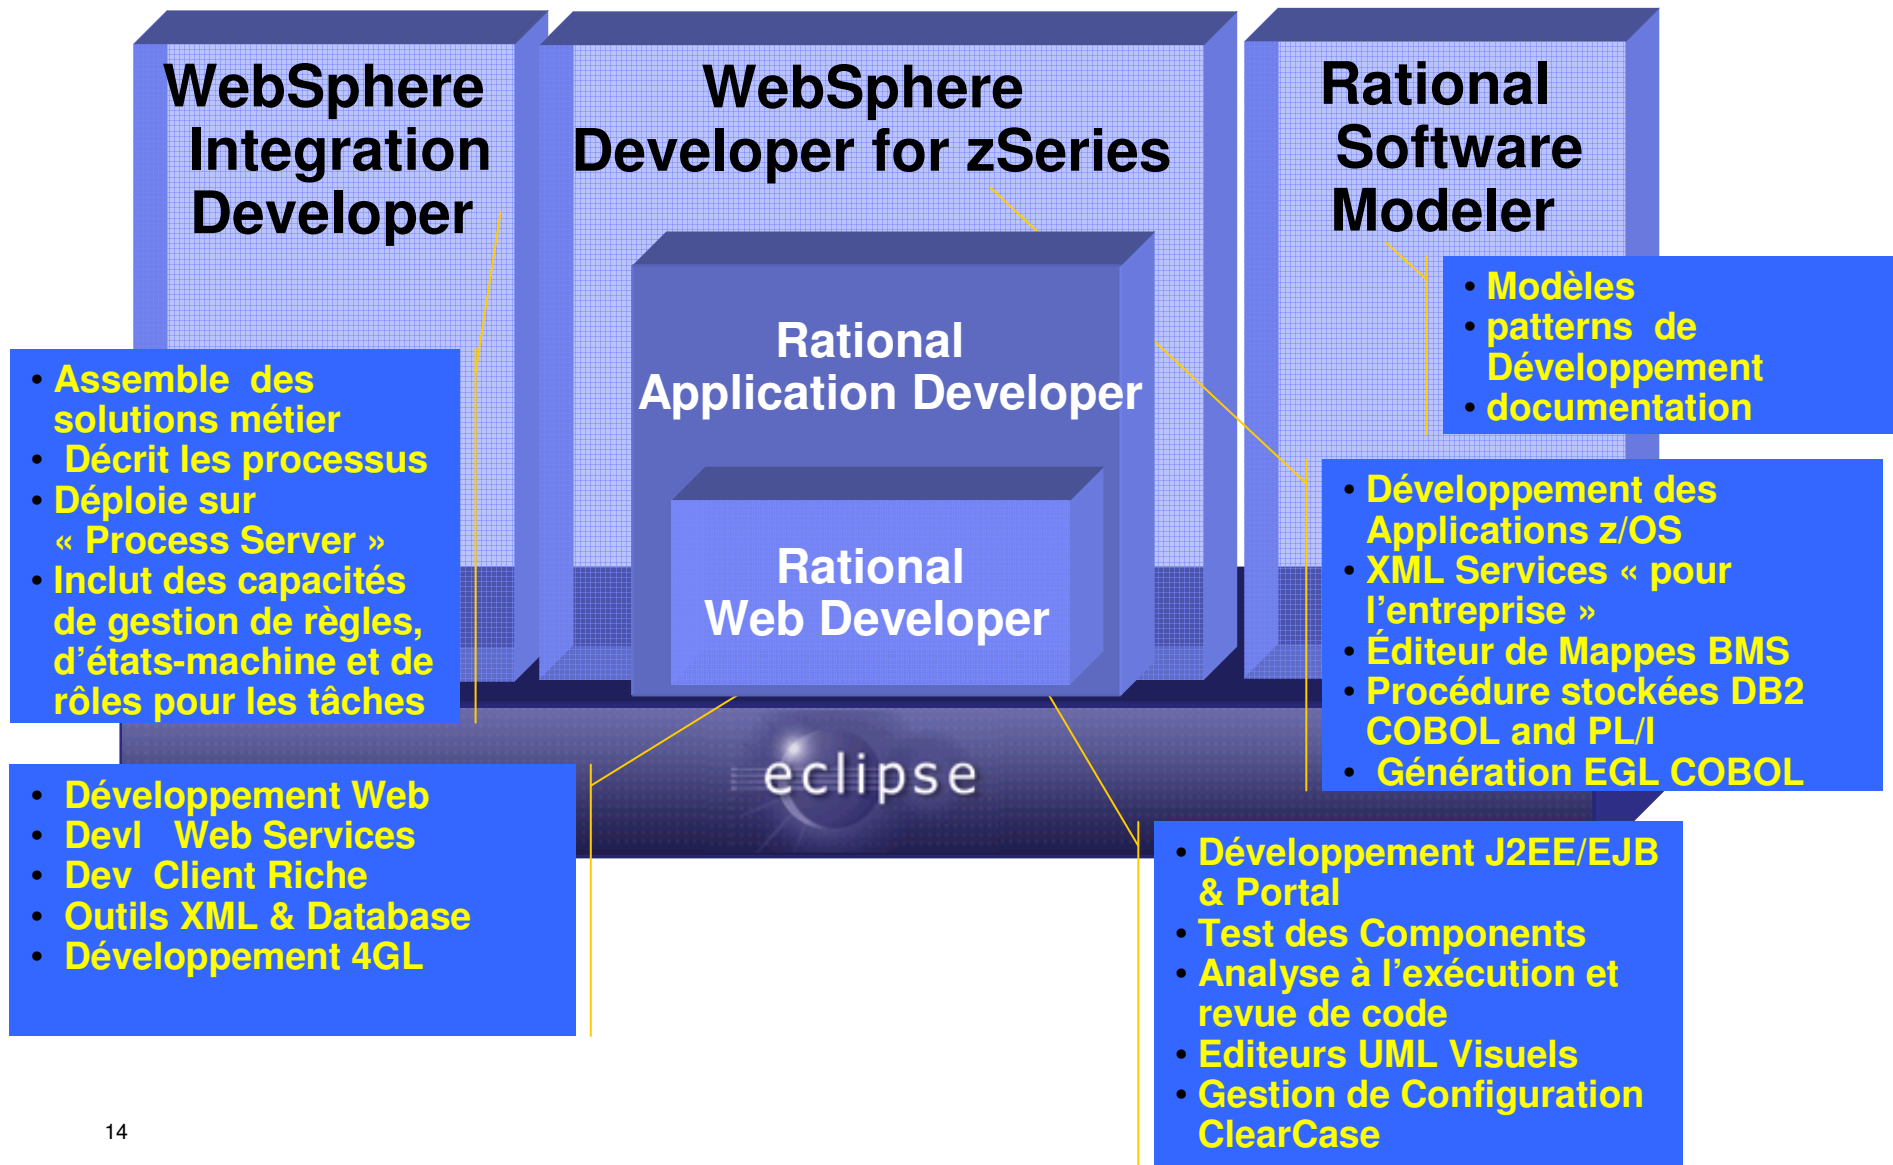 WebSphere
Integration
Developer
WebSphere
Developer for zSeries
Rational
Software
Modeler
• Modèles
• patterns de
Développement
• documentation
Rational
Application Developer
• Assemble des
solutions métier
• Décrit les processus
• Déploie sur
« Process Server »
• Inclut des capacités
de gestion de règles,
d’états-machine et de
rôles pour les tâches
• Développement des
Applications z/OS
• XML Services « pour
l’entreprise »
• Éditeur de Mappes BMS
• Procédure stockées DB2
COBOL and PL/I
• Génération EGL COBOL
Rational
Web Developer
eclipse
• Développement Web
• Devl Web Services
• Dev Client Riche
• Outils XML & Database
• Développement 4GL
• Développement J2EE/EJB
& Portal
• Test des Components
• Analyse à l’exécution et
revue de code
• Editeurs UML Visuels
• Gestion de Configuration
ClearCase
14